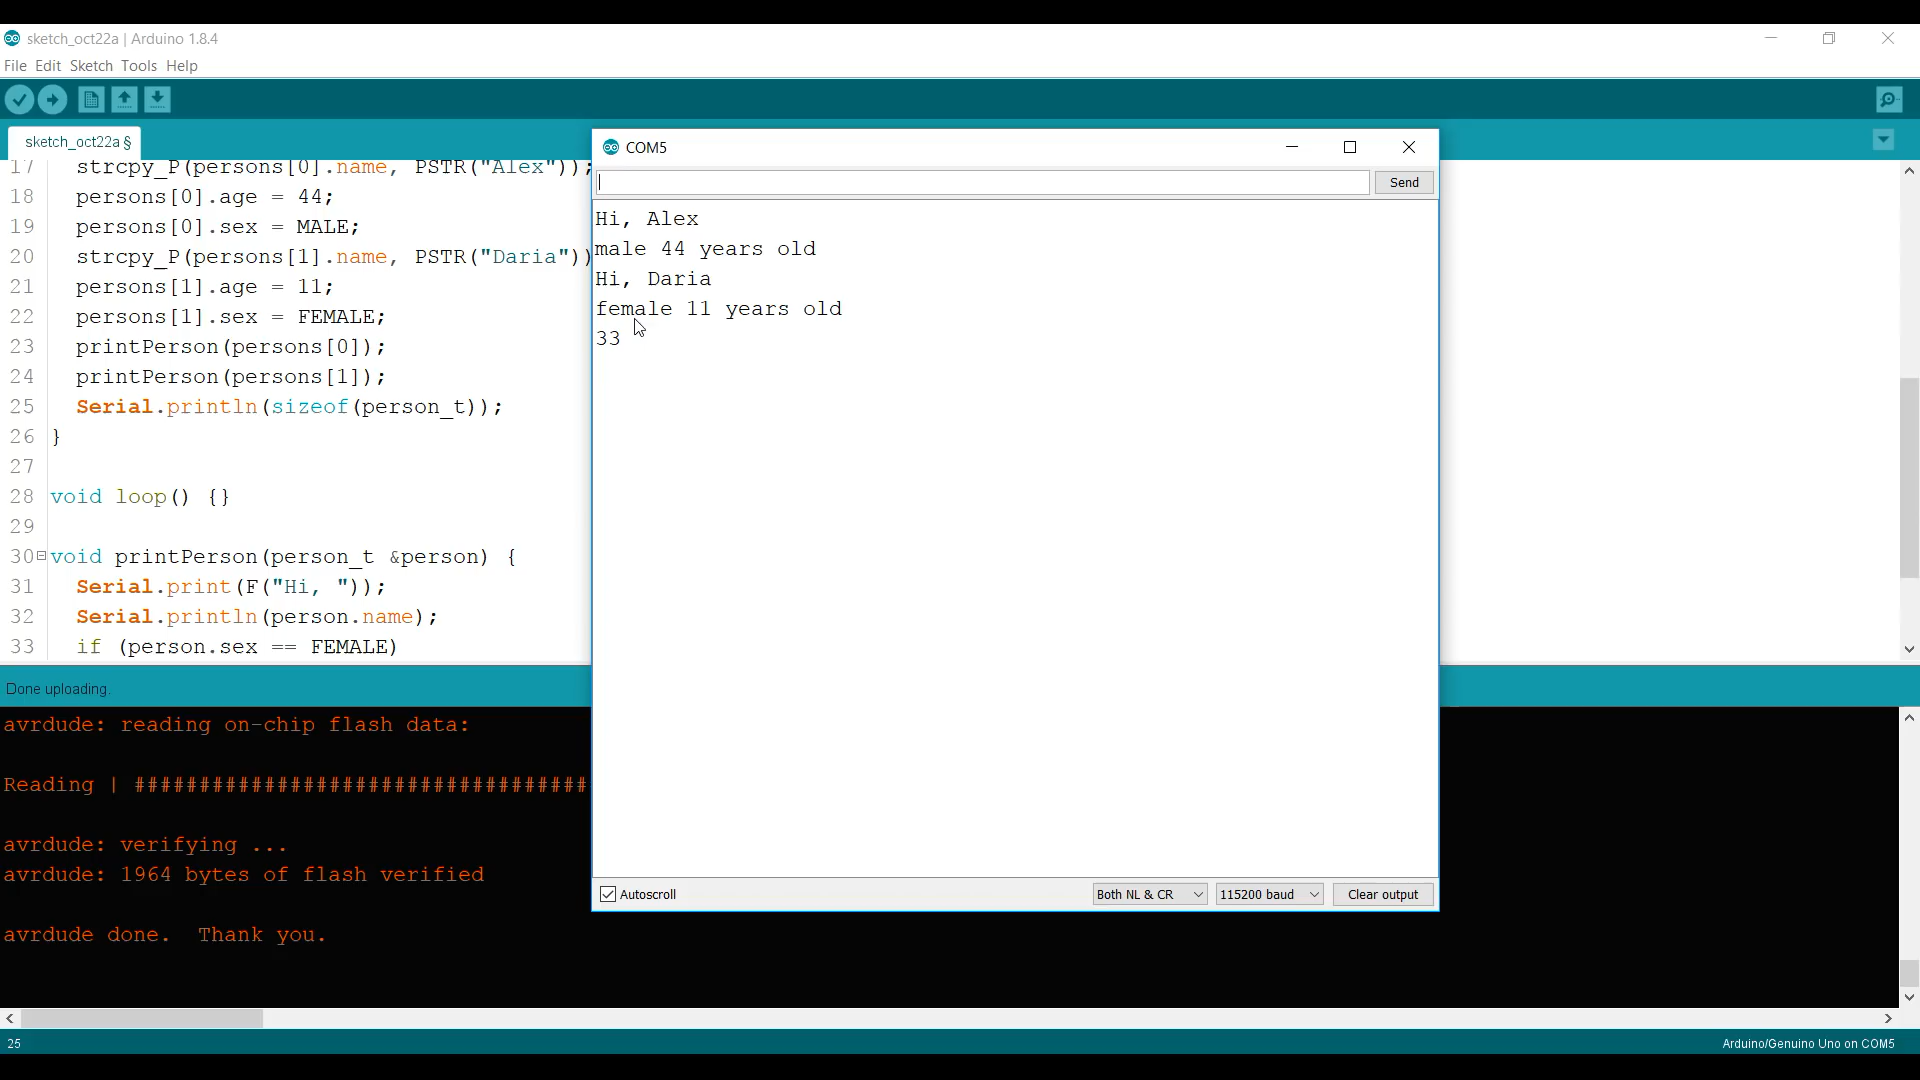 sketch_oct22a | Arduino 1.8.4
File Edit Sketch Tools Help
sketch_oct22a §
17 strcpy_P(persons[0].name, PSTR("Alex"));
18 persons[0].age = 44;
19 persons[0].sex = MALE;
20 strcpy_P(persons[1].name, PSTR("Daria"))
21 persons[1].age = 11;
22 persons[1].sex = FEMALE;
23 printPerson(persons[0]);
24 printPerson(persons[1]);
25 Serial.println(sizeof(person_t));
26 }
27
28 void loop() {}
29
30 void printPerson(person_t &person) {
31 Serial.print(F("Hi, "));
32 Serial.println(person.name);
33 if (person.sex == FEMALE)
COM5
Send
Hi, Alex
male 44 years old
Hi, Daria
female 11 years old
33
Autoscroll
Both NL & CR
115200 baud
Clear output
Done uploading.
avrdude: reading on-chip flash data:
Reading | ###################################
avrdude: verifying ...
avrdude: 1964 bytes of flash verified
avrdude done. Thank you.
25
Arduino/Genuino Uno on COM5